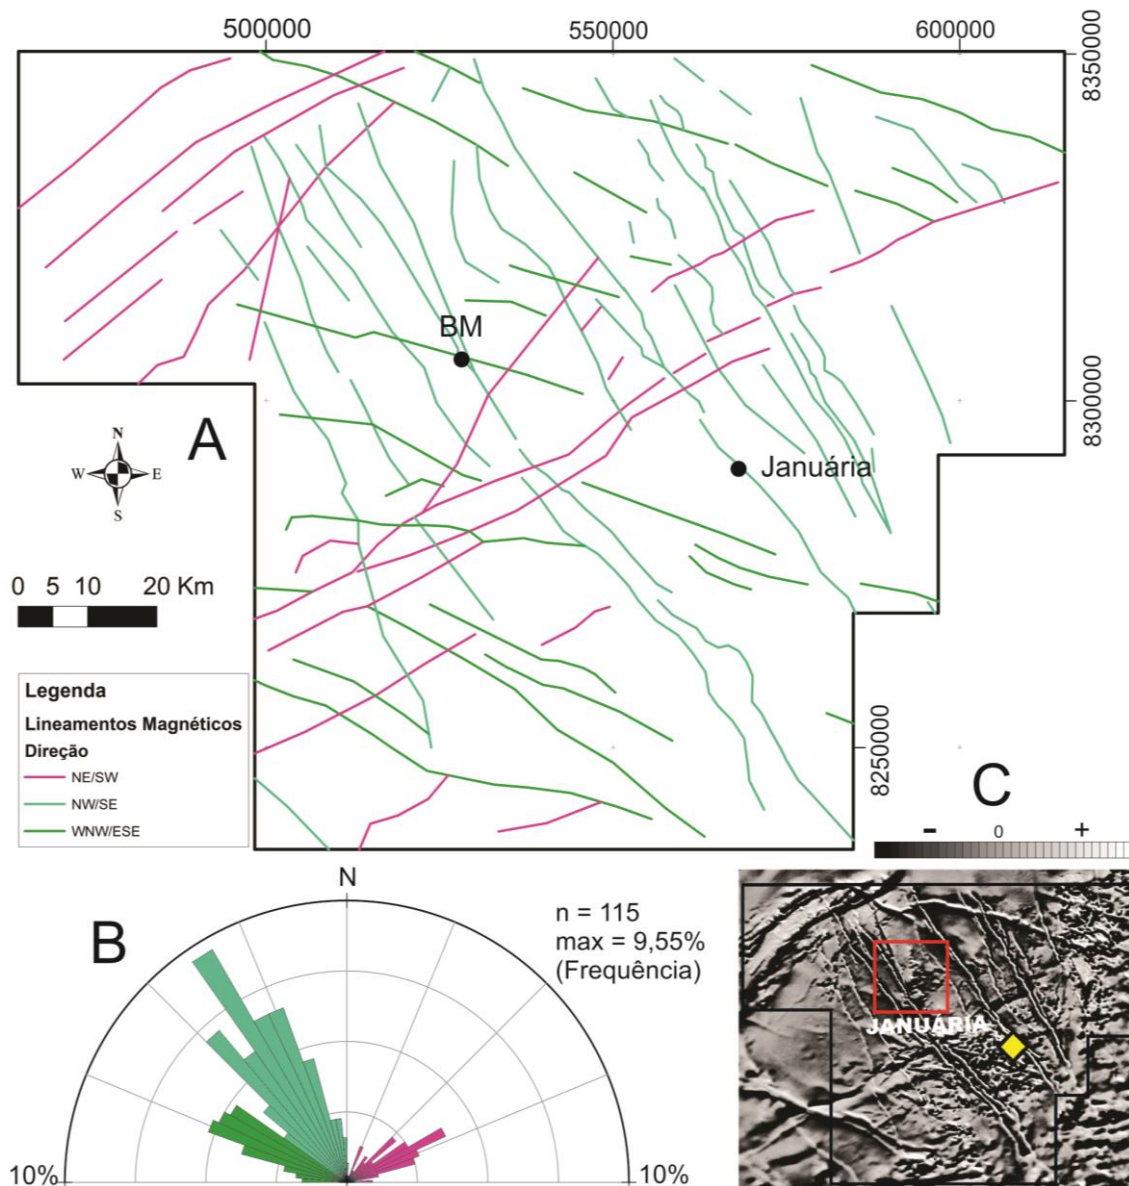 5000000
550000
600000
8350000
BM
8300000
A
N
W
E
S
Januária
0 5 10 20 Km
Legenda
Lineamentos Magnéticos
Direção
NE/SW
NW/SE
WNW/ESE
8250000
C
- 0 +
N
B
n = 115
max = 9,55%
(Frequência)
10%
10%
JANUÁRIA